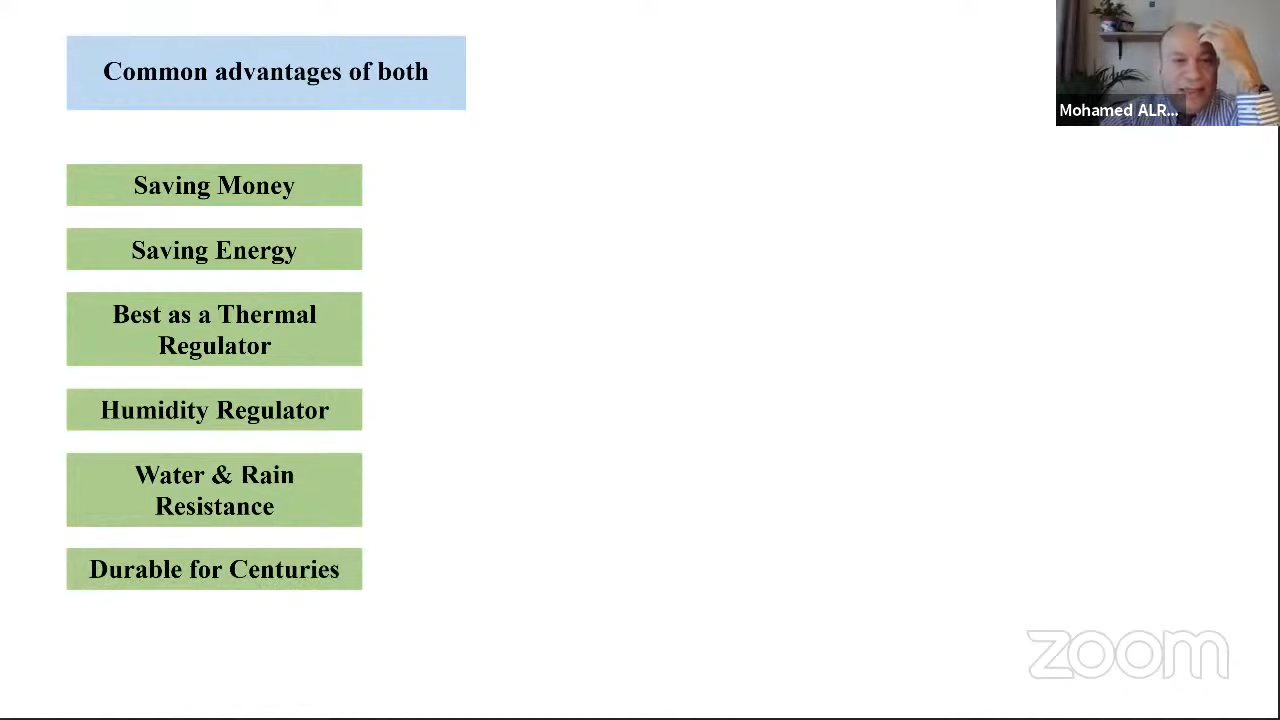 Common advantages of both
Mohamed ALR...
Saving Money
Saving Energy
Best as a Thermal
Regulator
Humidity Regulator
Water & Rain
Resistance
Durable for Centuries
zoom